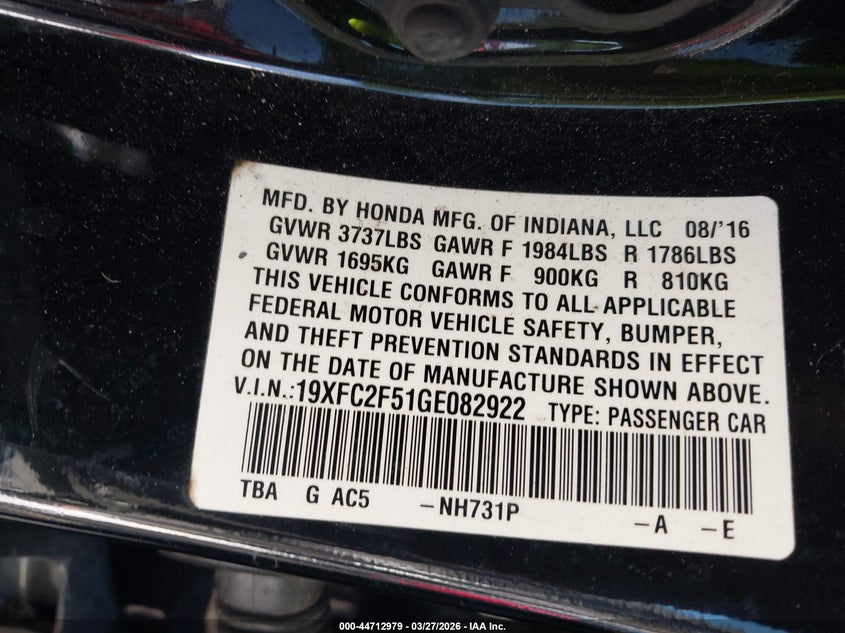 MFD. BY HONDA MFG. OF INDIANA, LLC 08/'16
GVWR 3737LBS GAWR F 1984LBS R 1786LBS
GVWR 1695KG GAWR F 900KG R 810KG
THIS VEHICLE CONFORMS TO ALL APPLICABLE
FEDERAL MOTOR VEHICLE SAFETY, BUMPER,
AND THEFT PREVENTION STANDARDS IN EFFECT
ON THE DATE OF MANUFACTURE SHOWN ABOVE.
V.I.N.:19XFC2F51GE082922 TYPE: PASSENGER CAR
TBA G AC5 -NH731P -A -E
000-44712979 - 03/27/2026 - IAA Inc.